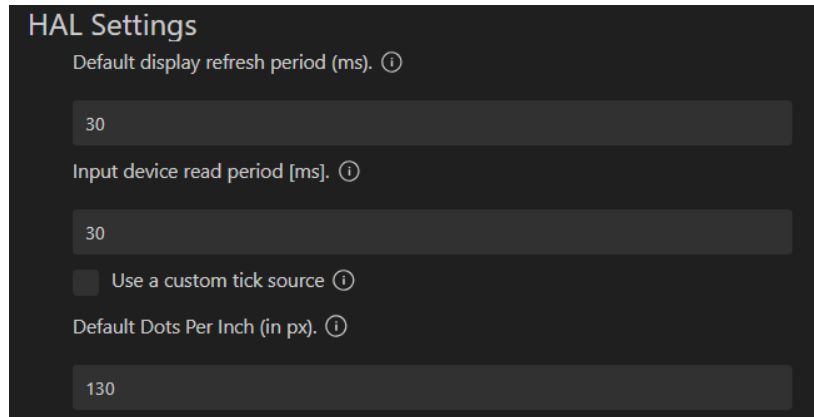 HAL Settings
Default display refresh period (ms).
30
Input device read period [ms].
30
Use a custom tick source
Default Dots Per Inch (in px).
130